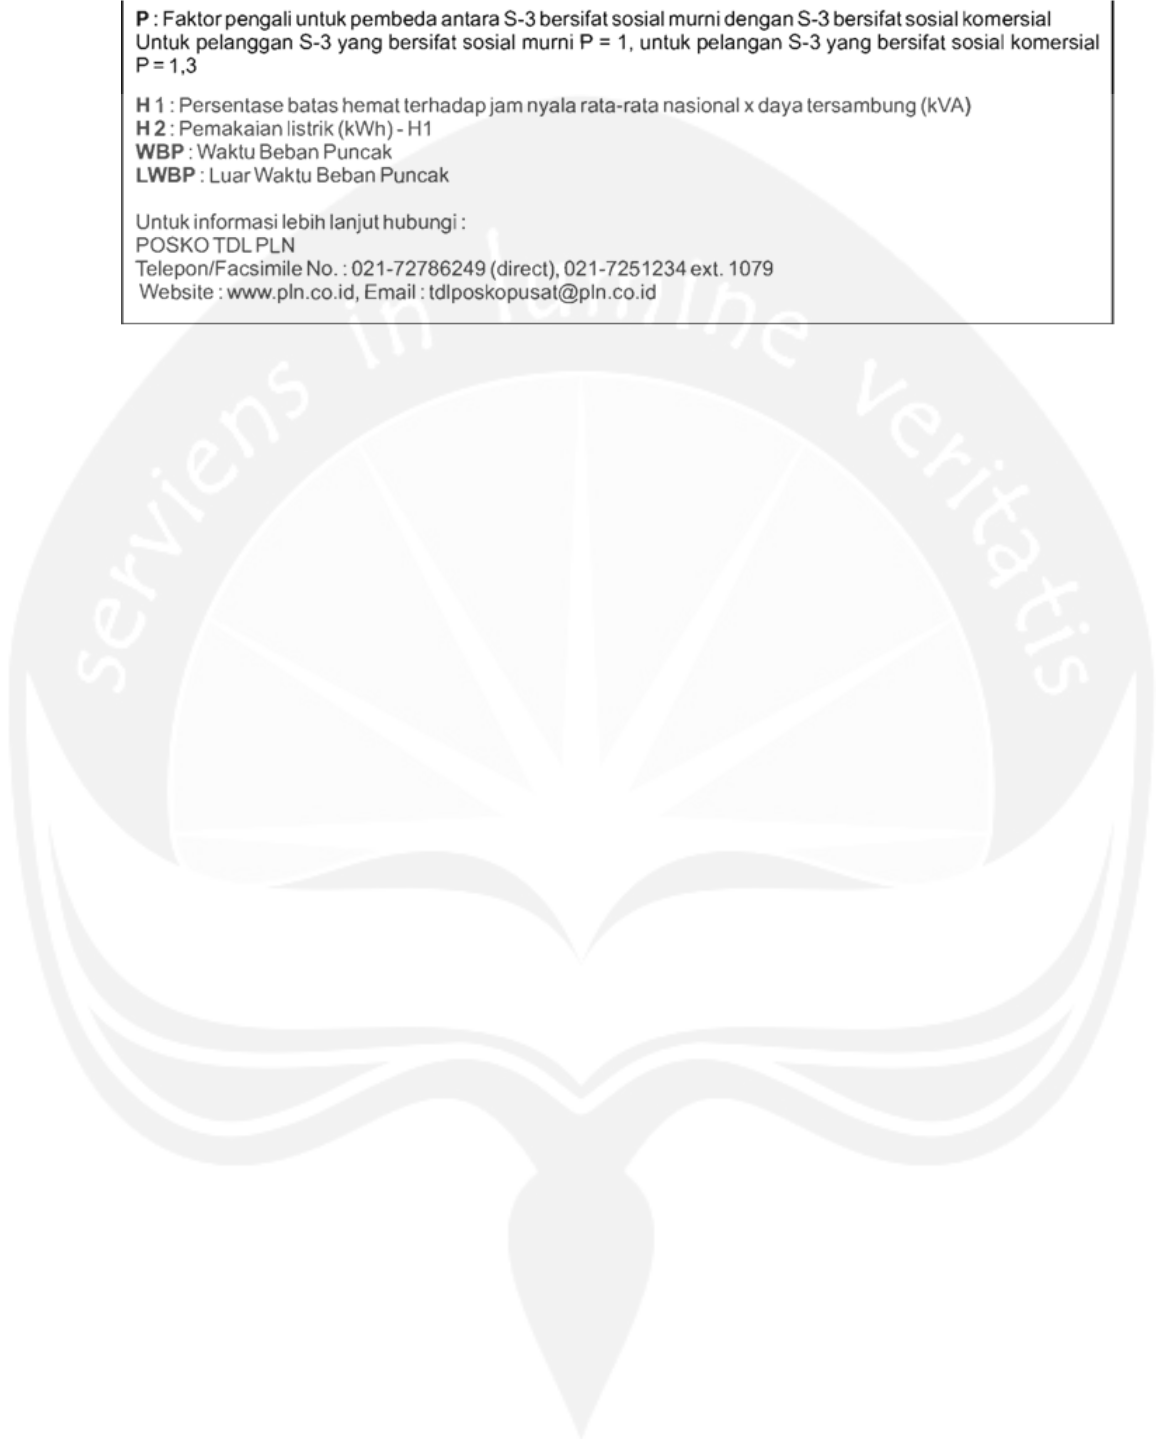 P : Faktor pengali untuk pembeda antara S-3 bersifat sosial murni dengan S-3 bersifat sosial komersial
Untuk pelanggan S-3 yang bersifat sosial murni P = 1, untuk pelangan S-3 yang bersifat sosial komersial
P = 1,3
H 1 : Persentase batas hemat terhadap jam nyala rata-rata nasional x daya tersambung (kVA)
H 2 : Pemakaian listrik (kWh) - H1
WBP : Waktu Beban Puncak
LWBP : Luar Waktu Beban Puncak
Untuk informasi lebih lanjut hubungi :
POSKO TDL PLN
Telepon/Facsimile No. : 021-72786249 (direct), 021-7251234 ext. 1079
Website : www.pln.co.id, Email : tdlposkopusat@pln.co.id
serviens in lumine veritatis